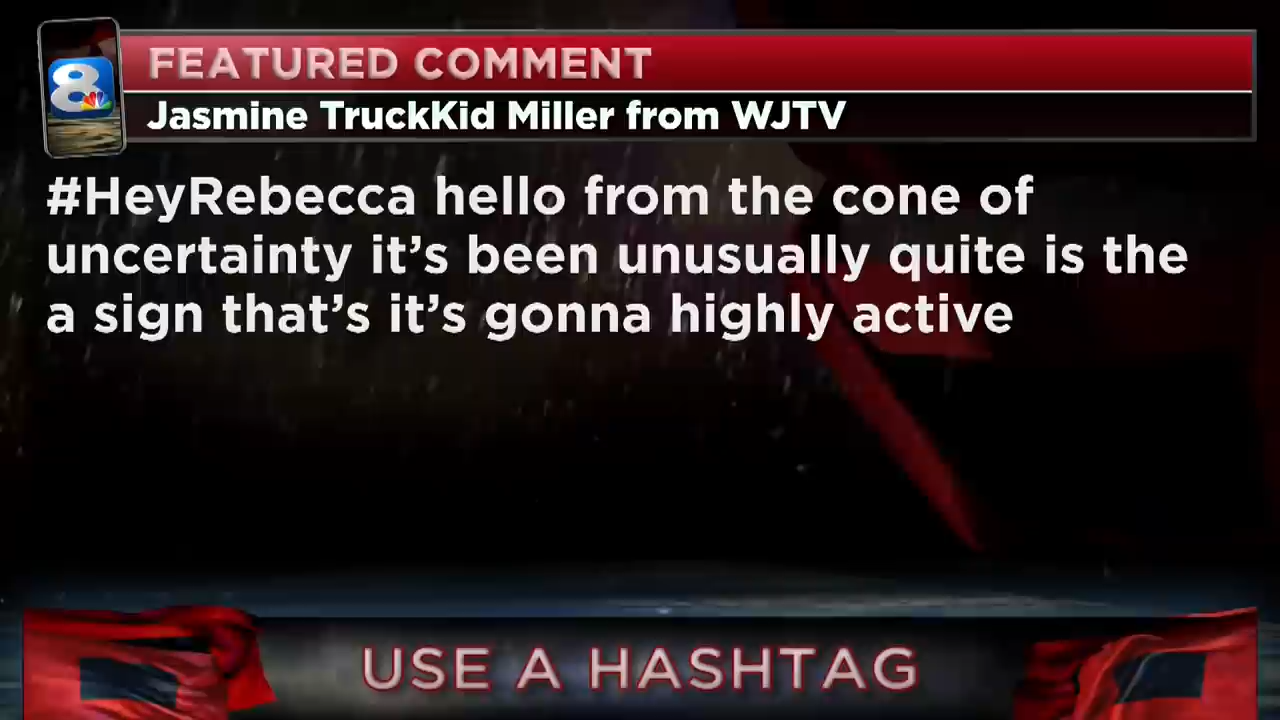 8
FEATURED COMMENT
Jasmine TruckKid Miller from WJTV
#HeyRebecca hello from the cone of
uncertainty it's been unusually quite is the
a sign that's it's gonna highly active
USE A HASHTAG